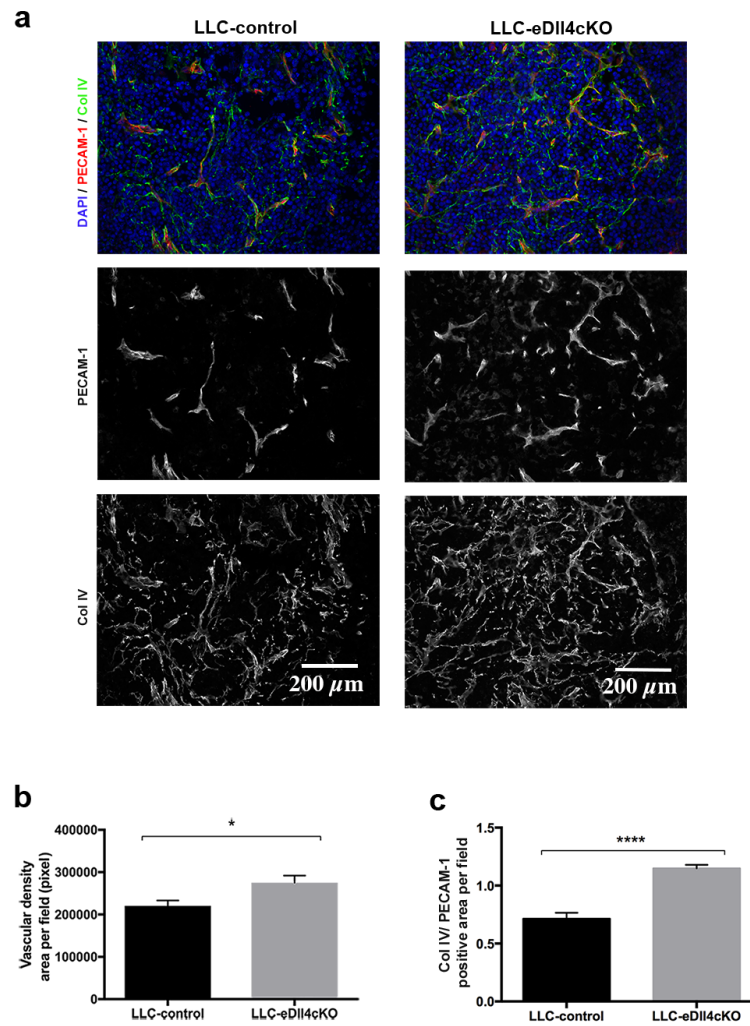 a
LLC-control
LLC-eDll4cKO
DAPI / PECAM-1 / Col IV
PECAM-1
Col IV
200 µm
200 µm
b
Vascular density
area per field (pixel)
400000
300000
200000
100000
0
*
LLC-control
LLC-eDll4cKO
c
Col IV/ PECAM-1
positive area per field
1.5
1.0
0.5
0.0
****
LLC-control
LLC-eDll4cKO